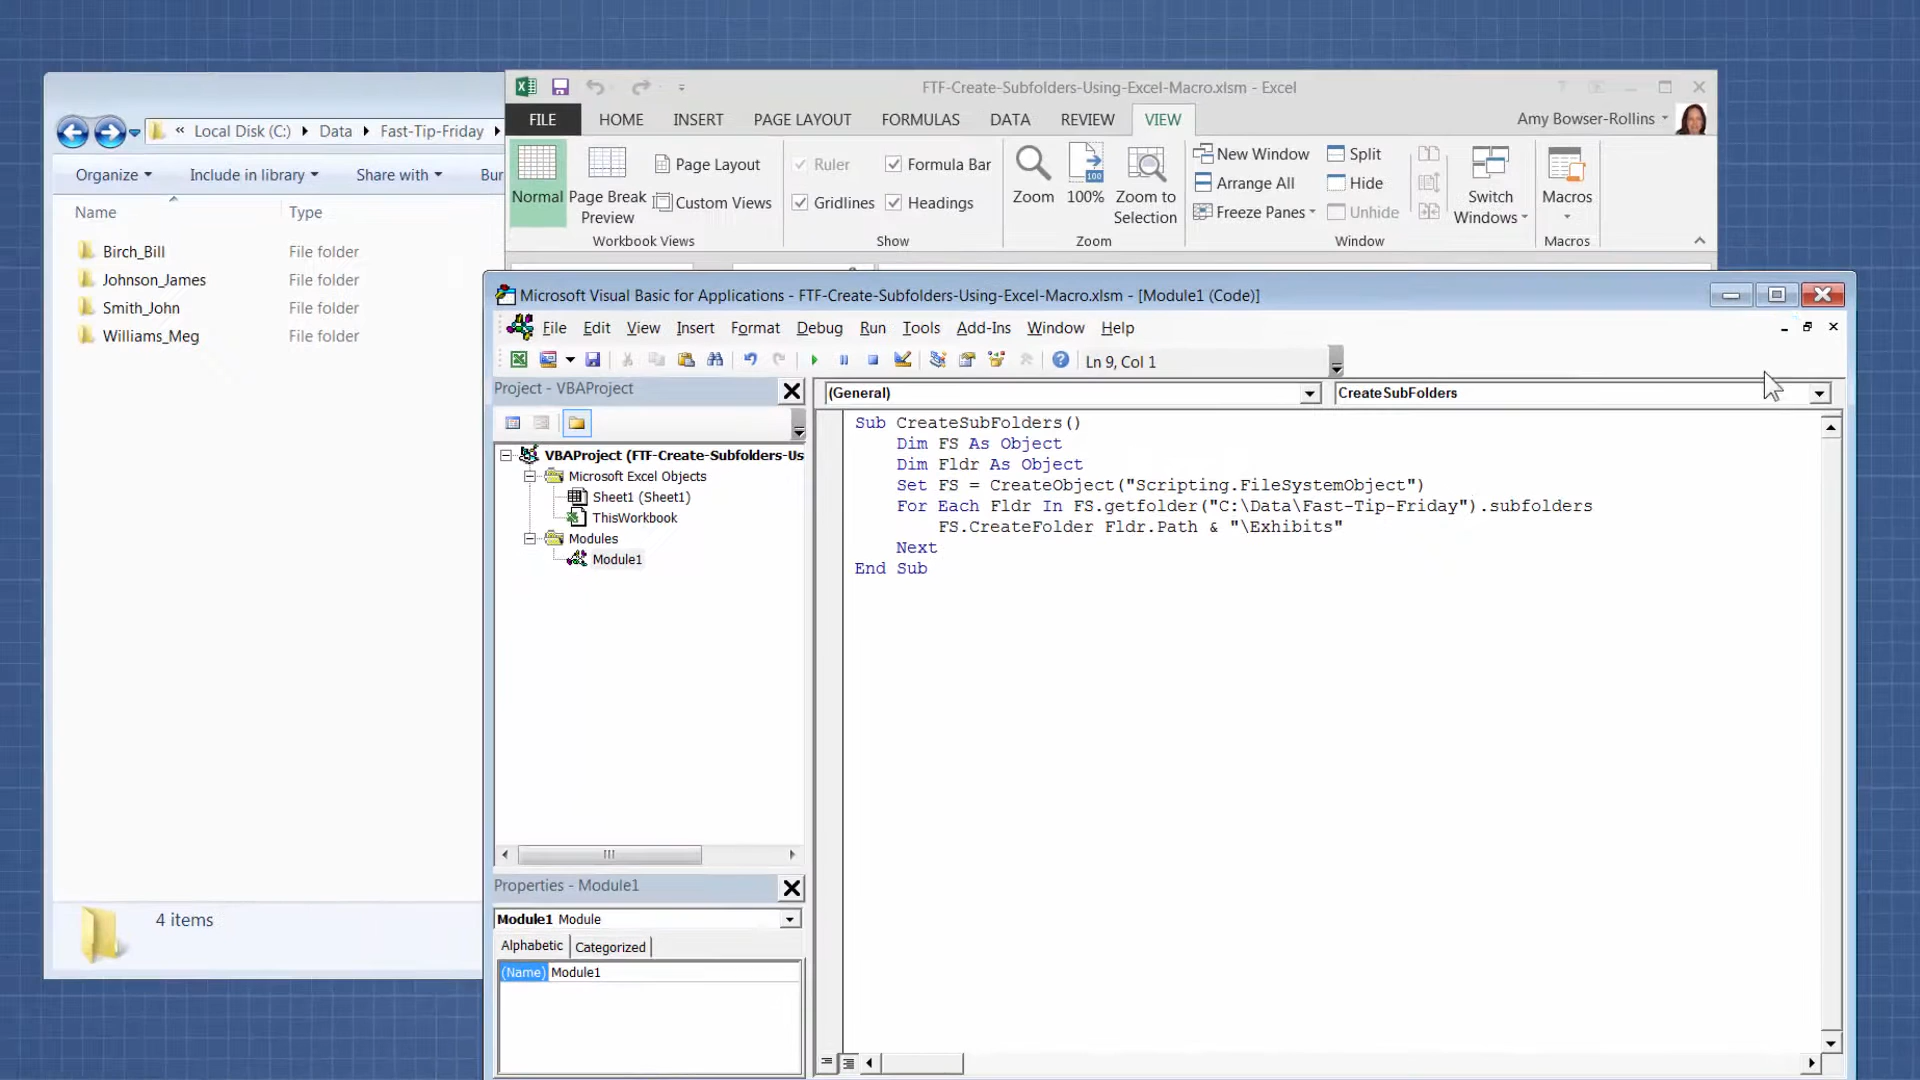 FTF-Create-Subfolders-Using-Excel-Macro.xlsm - Excel
FILE HOME INSERT PAGE LAYOUT FORMULAS DATA REVIEW VIEW Amy Bowser-Rollins
Normal
Page Break
Preview
Page Layout
Custom Views
Workbook Views
Ruler
Formula Bar
Gridlines
Headings
Show
Zoom
100%
Zoom to
Selection
Zoom
New Window
Arrange All
Freeze Panes
Split
Hide
Unhide
Switch
Windows
Window
Macros
Macros
« Local Disk (C:) Data Fast-Tip-Friday
Organize Include in library Share with Bur
Name Type
Birch_Bill File folder
Johnson_James File folder
Smith_John File folder
Williams_Meg File folder
4 items
Microsoft Visual Basic for Applications - FTF-Create-Subfolders-Using-Excel-Macro.xlsm - [Module1 (Code)]
File Edit View Insert Format Debug Run Tools Add-Ins Window Help
Ln 9, Col 1
Project - VBAProject
VBAProject (FTF-Create-Subfolders-Us
Microsoft Excel Objects
Sheet1 (Sheet1)
ThisWorkbook
Modules
Module1
Properties - Module1
Module1 Module
Alphabetic Categorized
(Name) Module1
(General) CreateSubFolders
Sub CreateSubFolders()
Dim FS As Object
Dim Fldr As Object
Set FS = CreateObject("Scripting.FileSystemObject")
For Each Fldr In FS.getfolder("C:\Data\Fast-Tip-Friday").subfolders
FS.CreateFolder Fldr.Path & "\Exhibits"
Next
End Sub